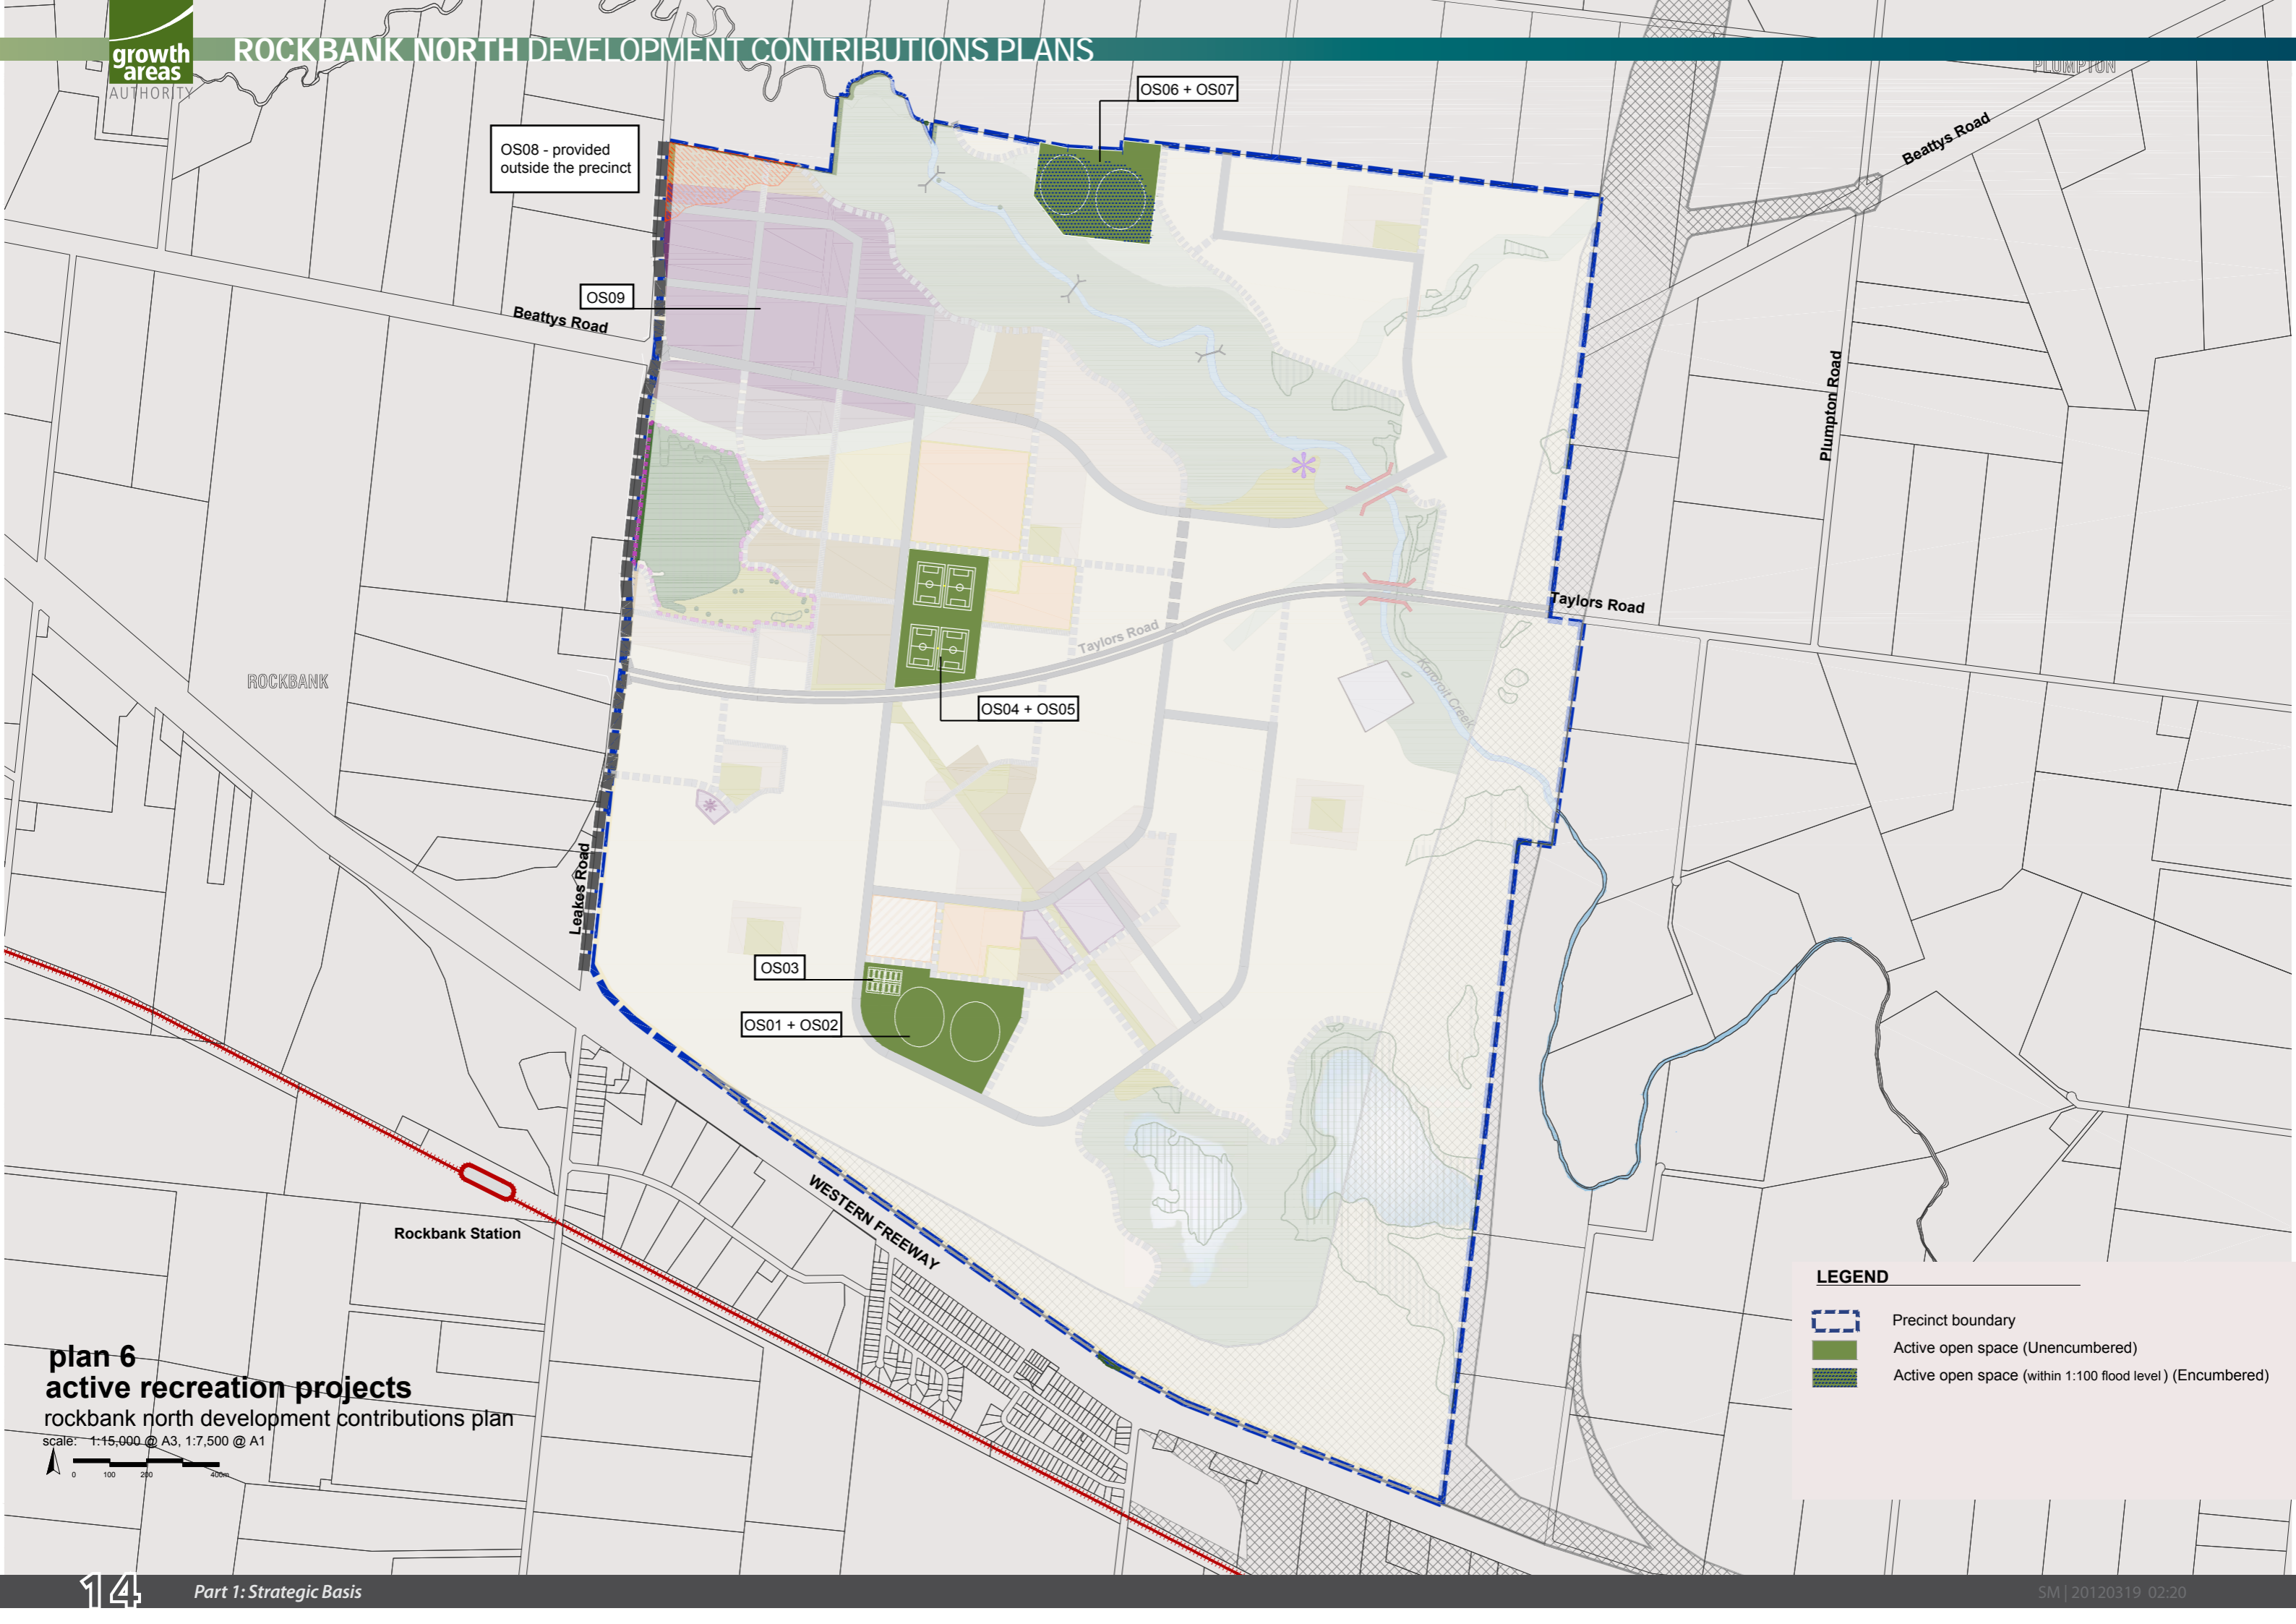 growth
areas
AUTHORITY
ROCKBANK NORTH DEVELOPMENT CONTRIBUTIONS PLANS
PLUMPTON
OS06 + OS07
Beattys Road
OS08 - provided
outside the precinct
OS09
Beattys Road
Plumpton Road
Taylors Road
Taylors Road
Kororoit Creek
ROCKBANK
OS04 + OS05
Leakes Road
OS03
OS01 + OS02
WESTERN FREEWAY
Rockbank Station
LEGEND
Precinct boundary
Active open space (Unencumbered)
Active open space (within 1:100 flood level ) (Encumbered)
plan 6
active recreation projects
rockbank north development contributions plan
scale: 1:15,000 @ A3, 1:7,500 @ A1
0 100 200 400m
14 Part 1: Strategic Basis
SM | 20120319 02:20